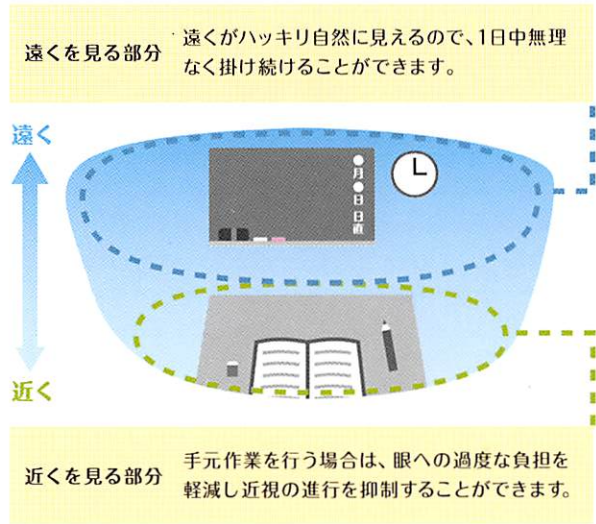 遠くを見る部分
遠くがハッキリ自然に見えるので、1日中無理
なく掛け続けることができます。
遠く
●月●日 日直
近く
近くを見る部分
手元作業を行う場合は、眼への過度な負担を
軽減し近視の進行を抑制することができます。